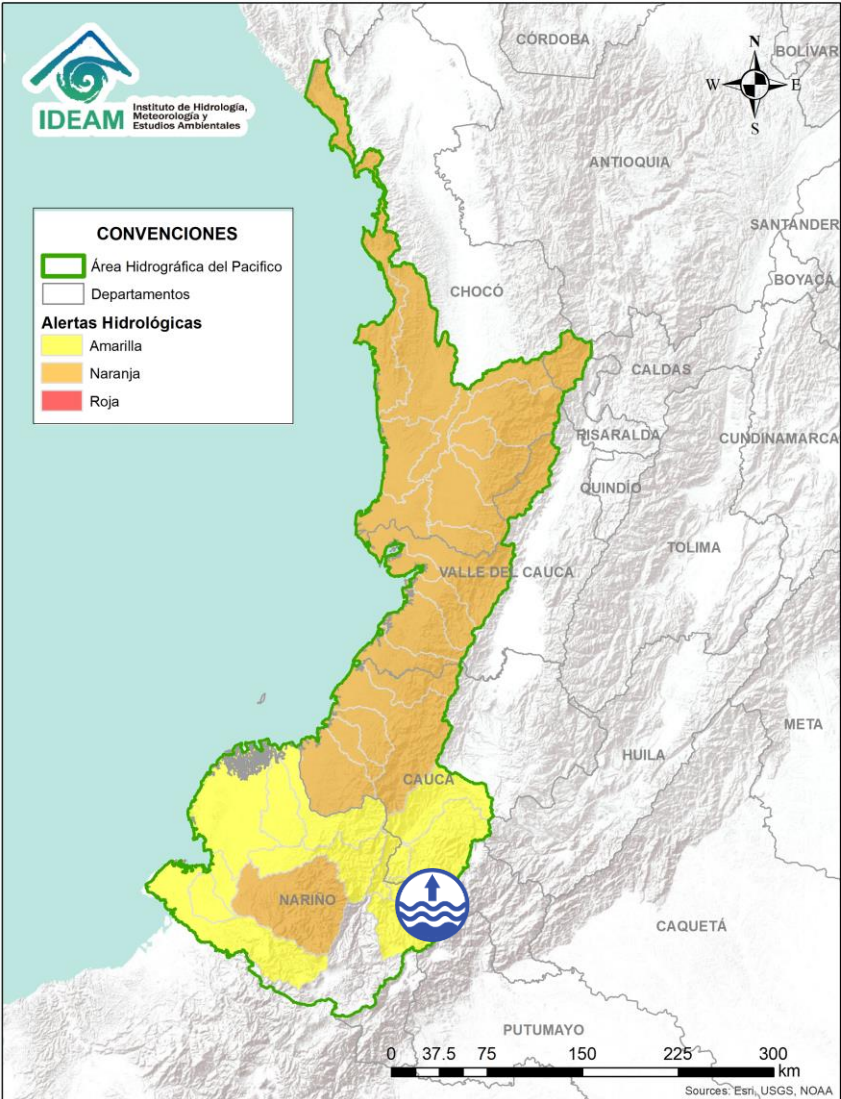 IDEAM
Instituto de Hidrología,
Meteorología y
Estudios Ambientales
N
W
E
S
CÓRDOBA
BOLÍVAR
ANTIOQUIA
SANTANDER
BOYACÁ
CHOCÓ
CONVENCIONES
Área Hidrográfica del Pacifico
Departamentos
Alertas Hidrológicas
Amarilla
Naranja
Roja
CALDAS
RISARALDA
CUNDINAMARCA
QUINDÍO
TOLIMA
VALLE DEL CAUCA
META
HUILA
CAUCA
NARIÑO
CAQUETÁ
PUTUMAYO
0 37.5 75 150 225 300
km
Sources: Esri, USGS, NOAA